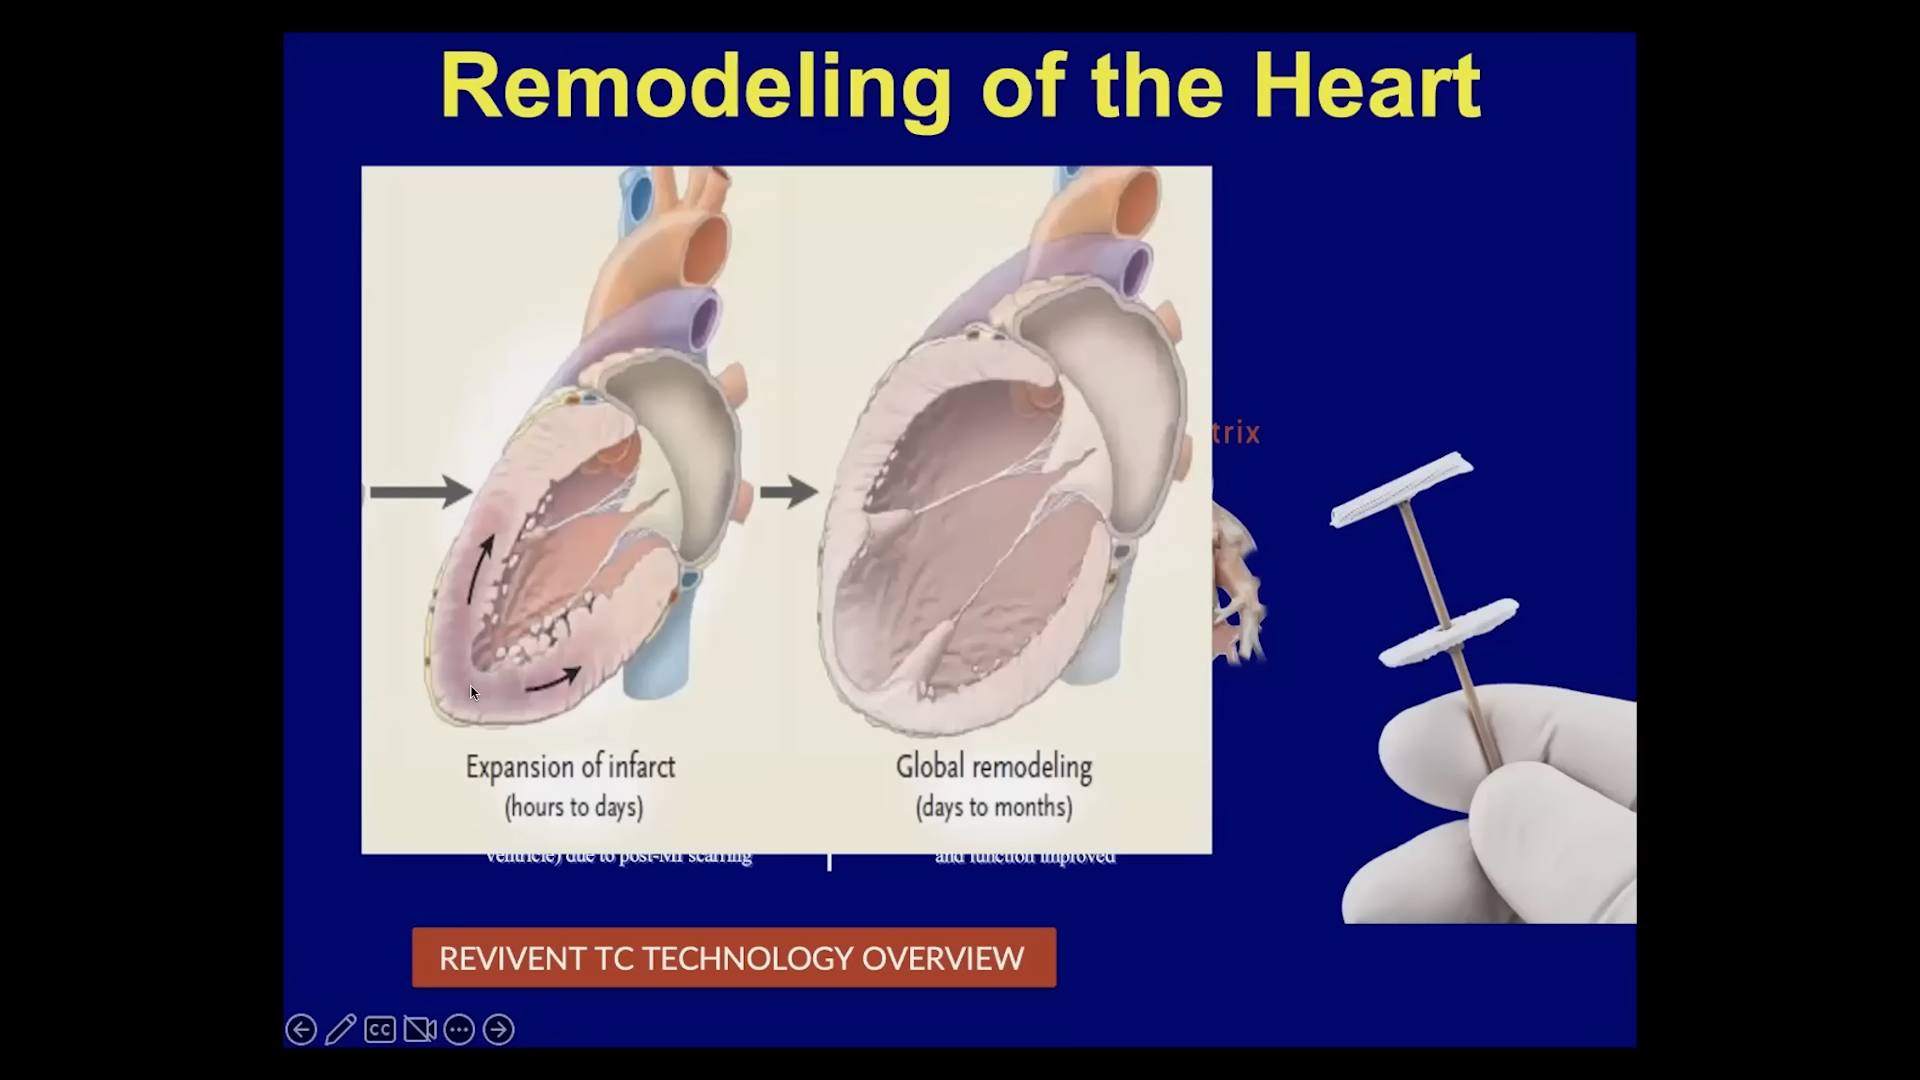 Remodeling of the Heart
trix
Expansion of infarct
(hours to days)
Global remodeling
(days to months)
ventricle) due to post-MI scarring
and function improved
REVIVENT TC TECHNOLOGY OVERVIEW
CC